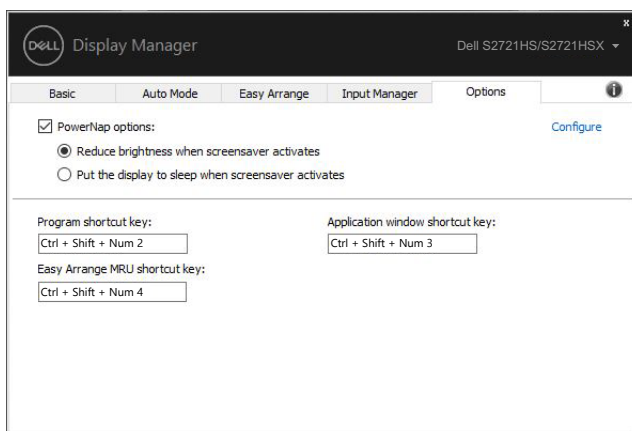 x
DELL Display Manager Dell S2721HS/S2721HSX
Basic Auto Mode Easy Arrange Input Manager Options i
PowerNap options: Configure
Reduce brightness when screensaver activates
Put the display to sleep when screensaver activates
Program shortcut key: Application window shortcut key:
Ctrl + Shift + Num 2 Ctrl + Shift + Num 3
Easy Arrange MRU shortcut key:
Ctrl + Shift + Num 4